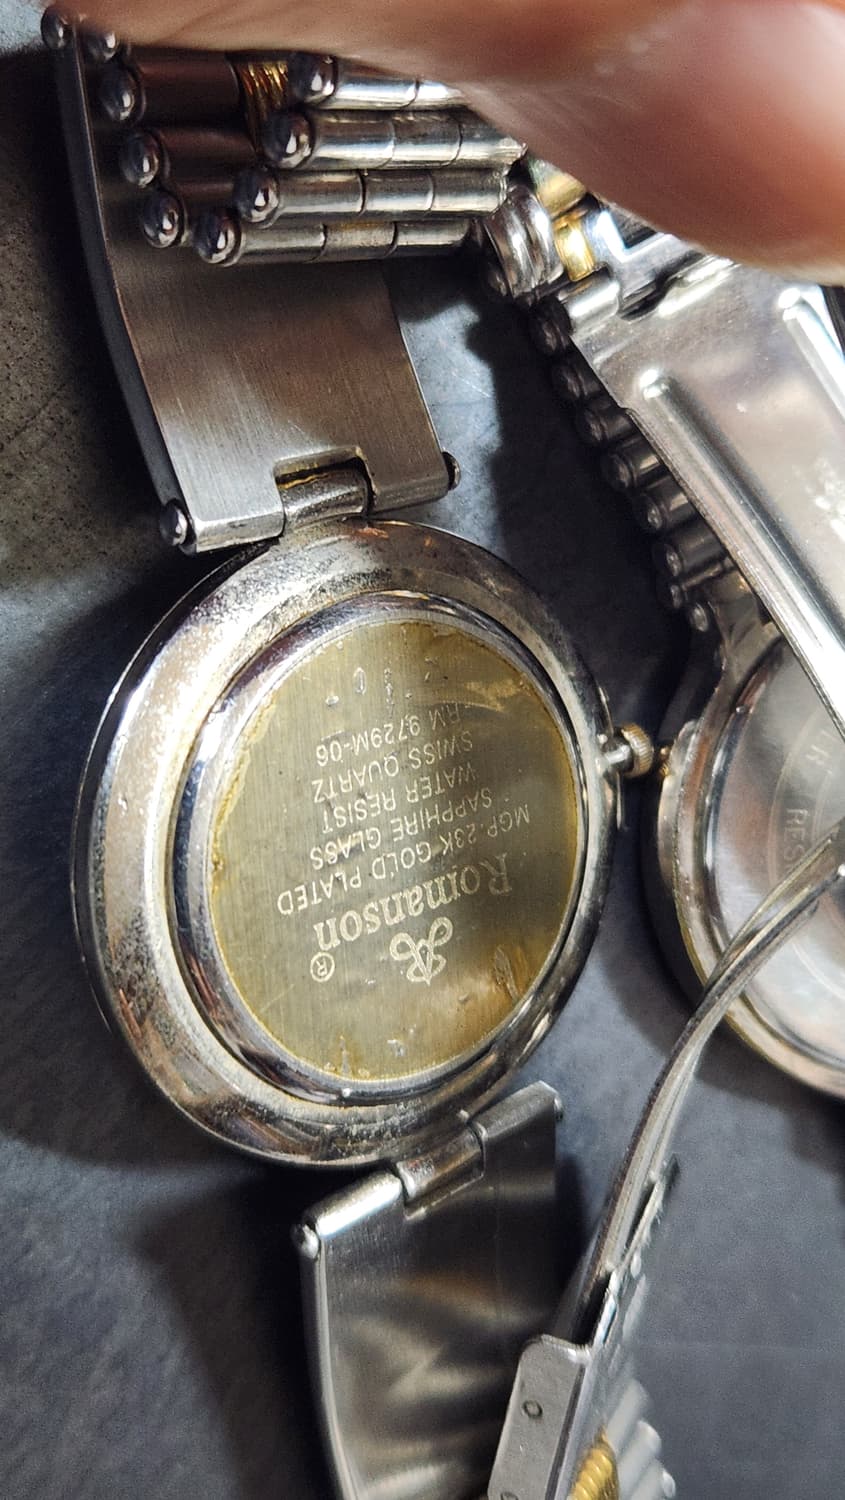 Romanson®
MGP-23K GOLD PLATED
SAPPHIRE GLASS
WATER RESIST
SWISS QUARTZ
RM 9729M-06